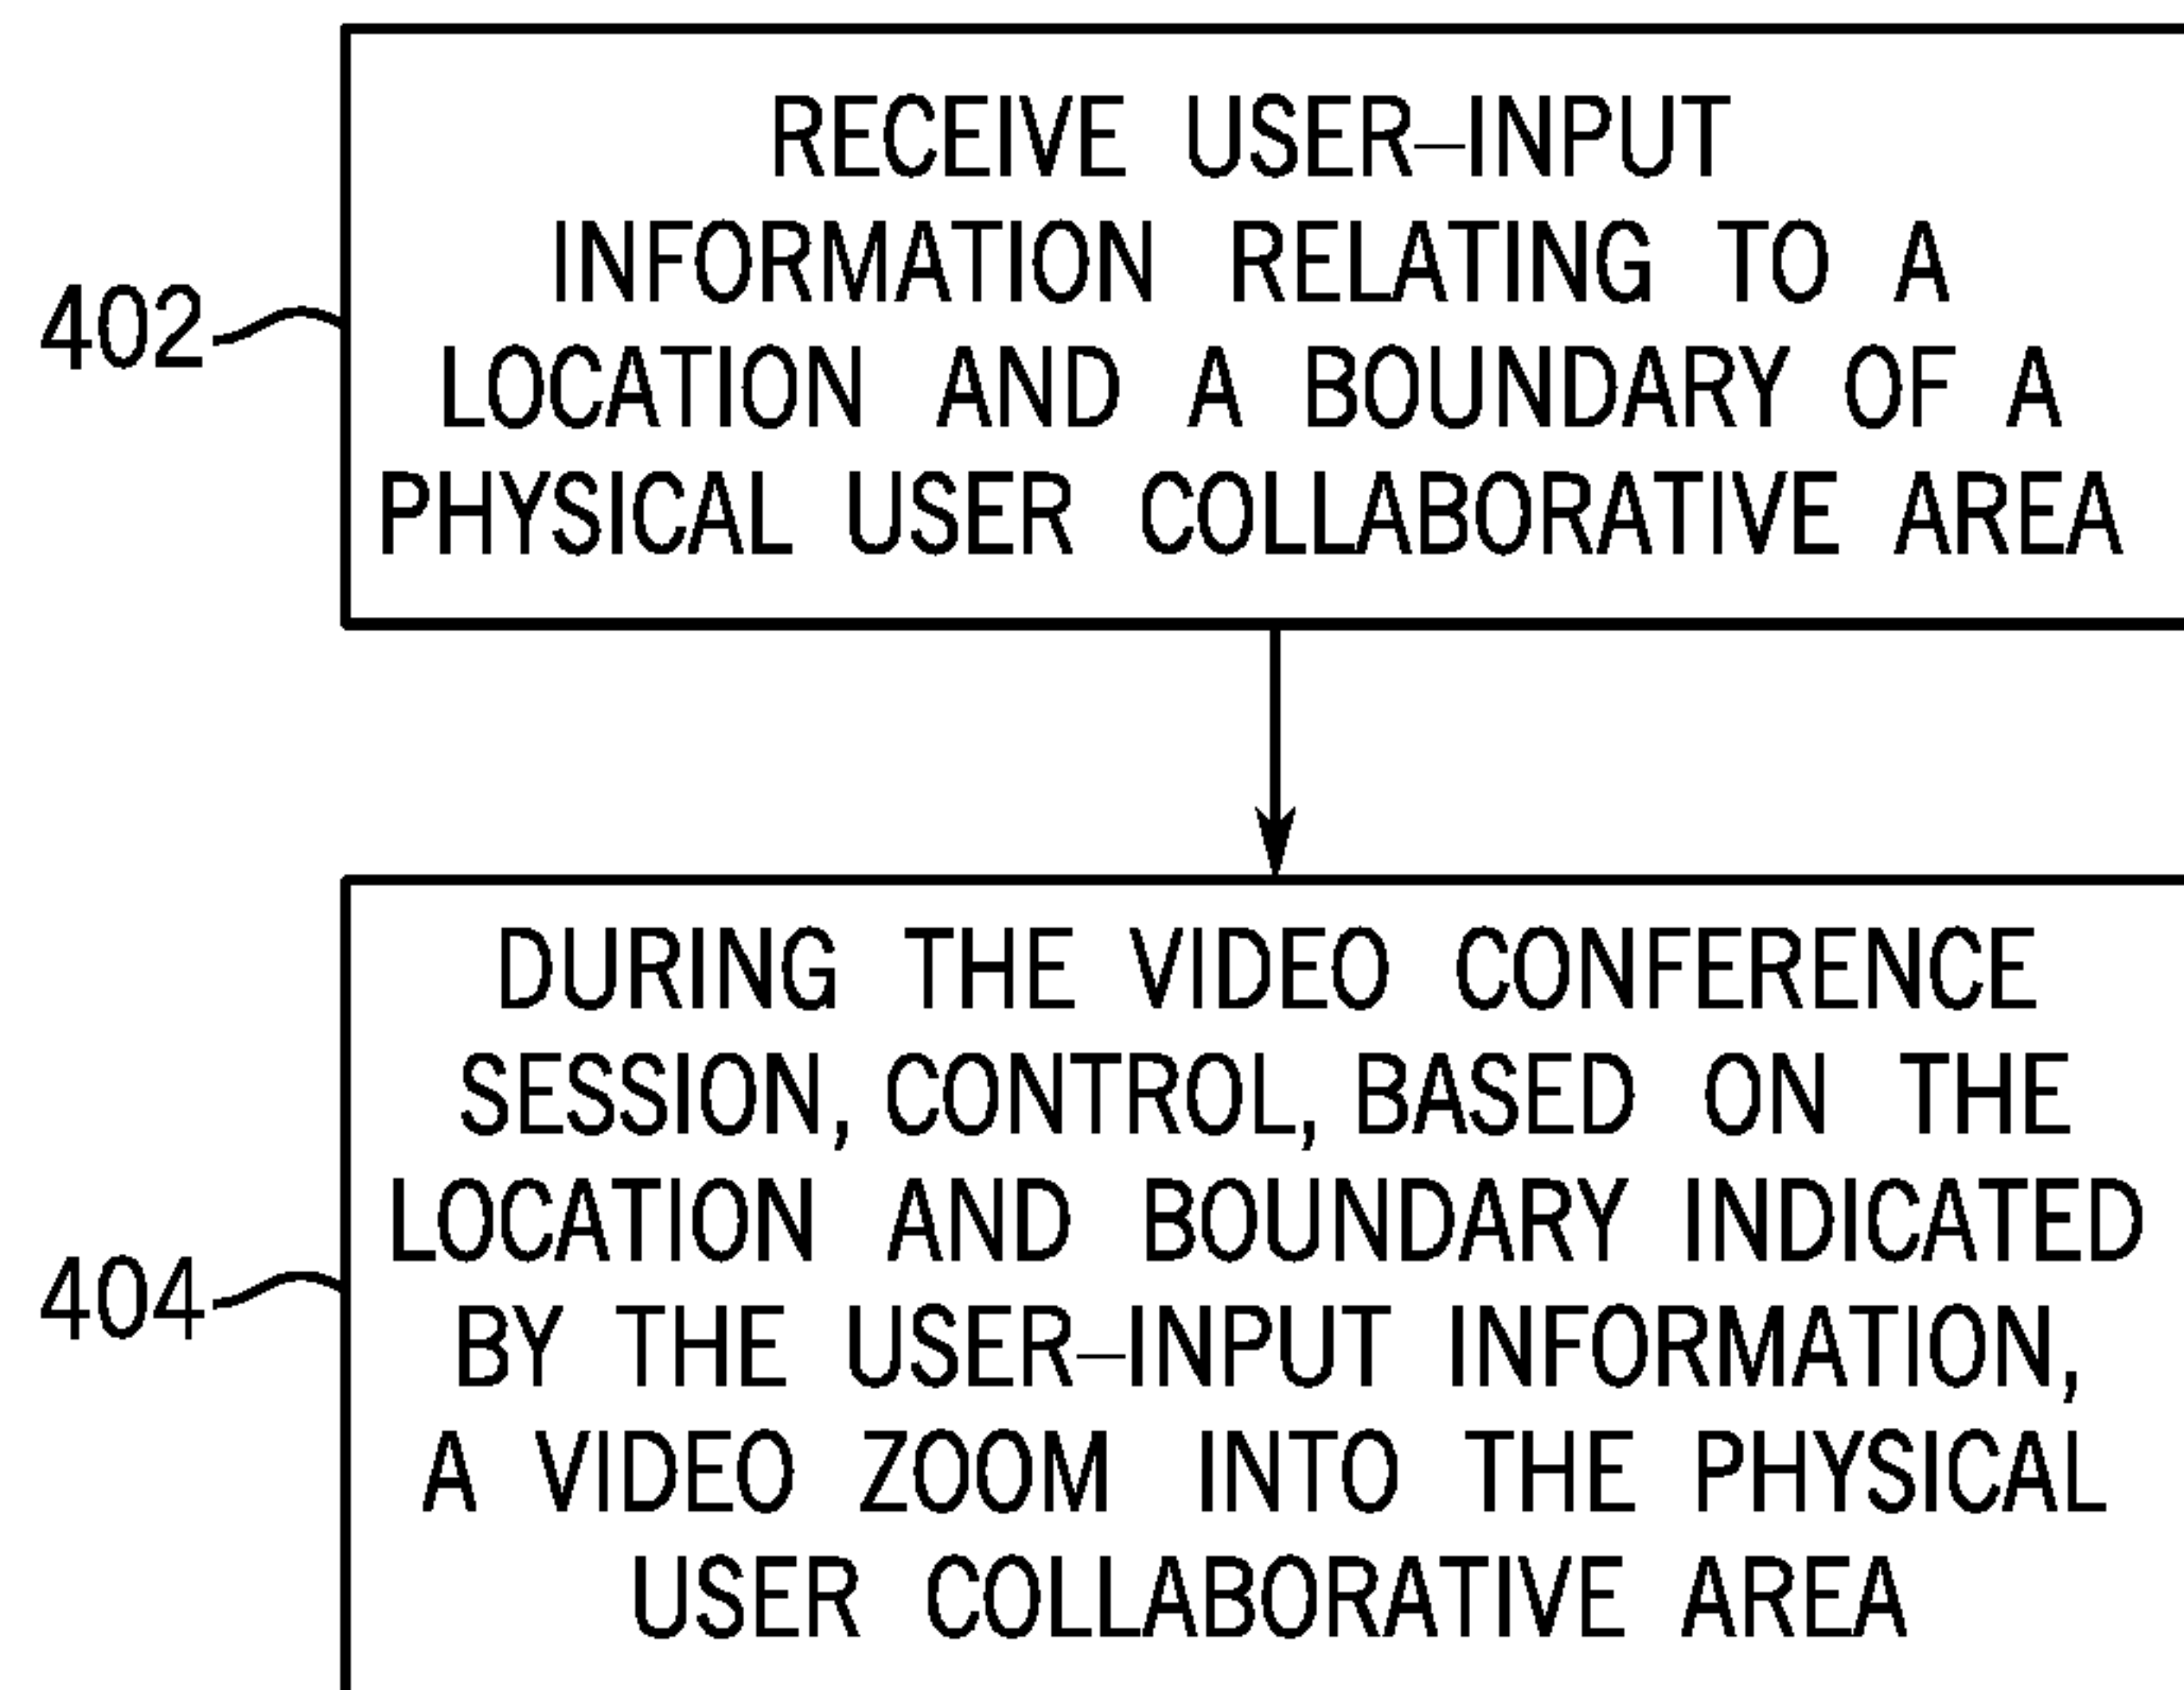 RECEIVE USER–INPUT
INFORMATION RELATING TO A
402
LOCATION AND A BOUNDARY OF A
PHYSICAL USER COLLABORATIVE AREA
DURING THE VIDEO CONFERENCE
SESSION, CONTROL, BASED ON THE
LOCATION AND BOUNDARY INDICATED
404
BY THE USER–INPUT INFORMATION,
A VIDEO ZOOM INTO THE PHYSICAL
USER COLLABORATIVE AREA